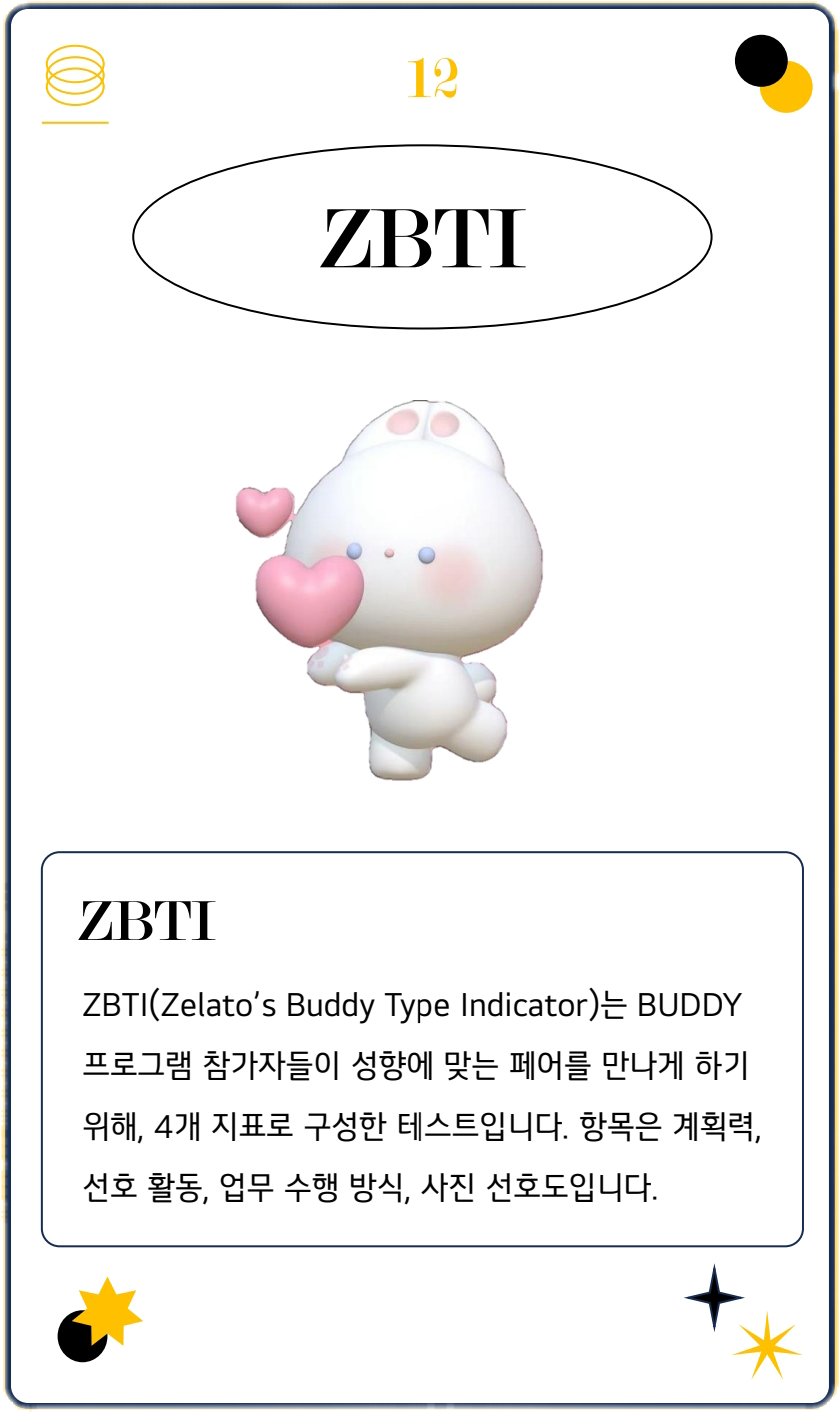 12
ZBTI
ZBTI
ZBTI(Zelato’s Buddy Type Indicator)는 BUDDY
프로그램 참가자들이 성향에 맞는 페어를 만나게 하기
위해, 4개 지표로 구성한 테스트입니다. 항목은 계획력,
선호 활동, 업무 수행 방식, 사진 선호도입니다.